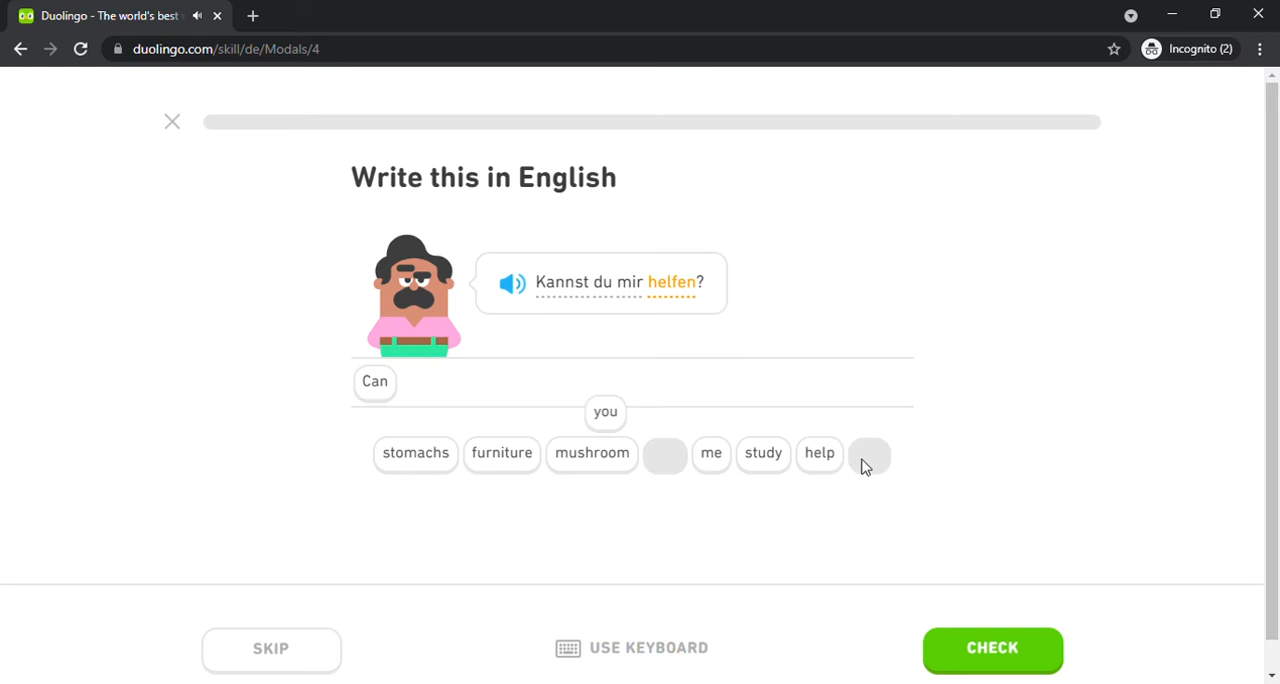 Duolingo - The world's best
duolingo.com/skill/de/Modals/4
Incognito (2)
Write this in English
Kannst du mir helfen?
Can
you
stomachs furniture mushroom me study help
SKIP
USE KEYBOARD
CHECK